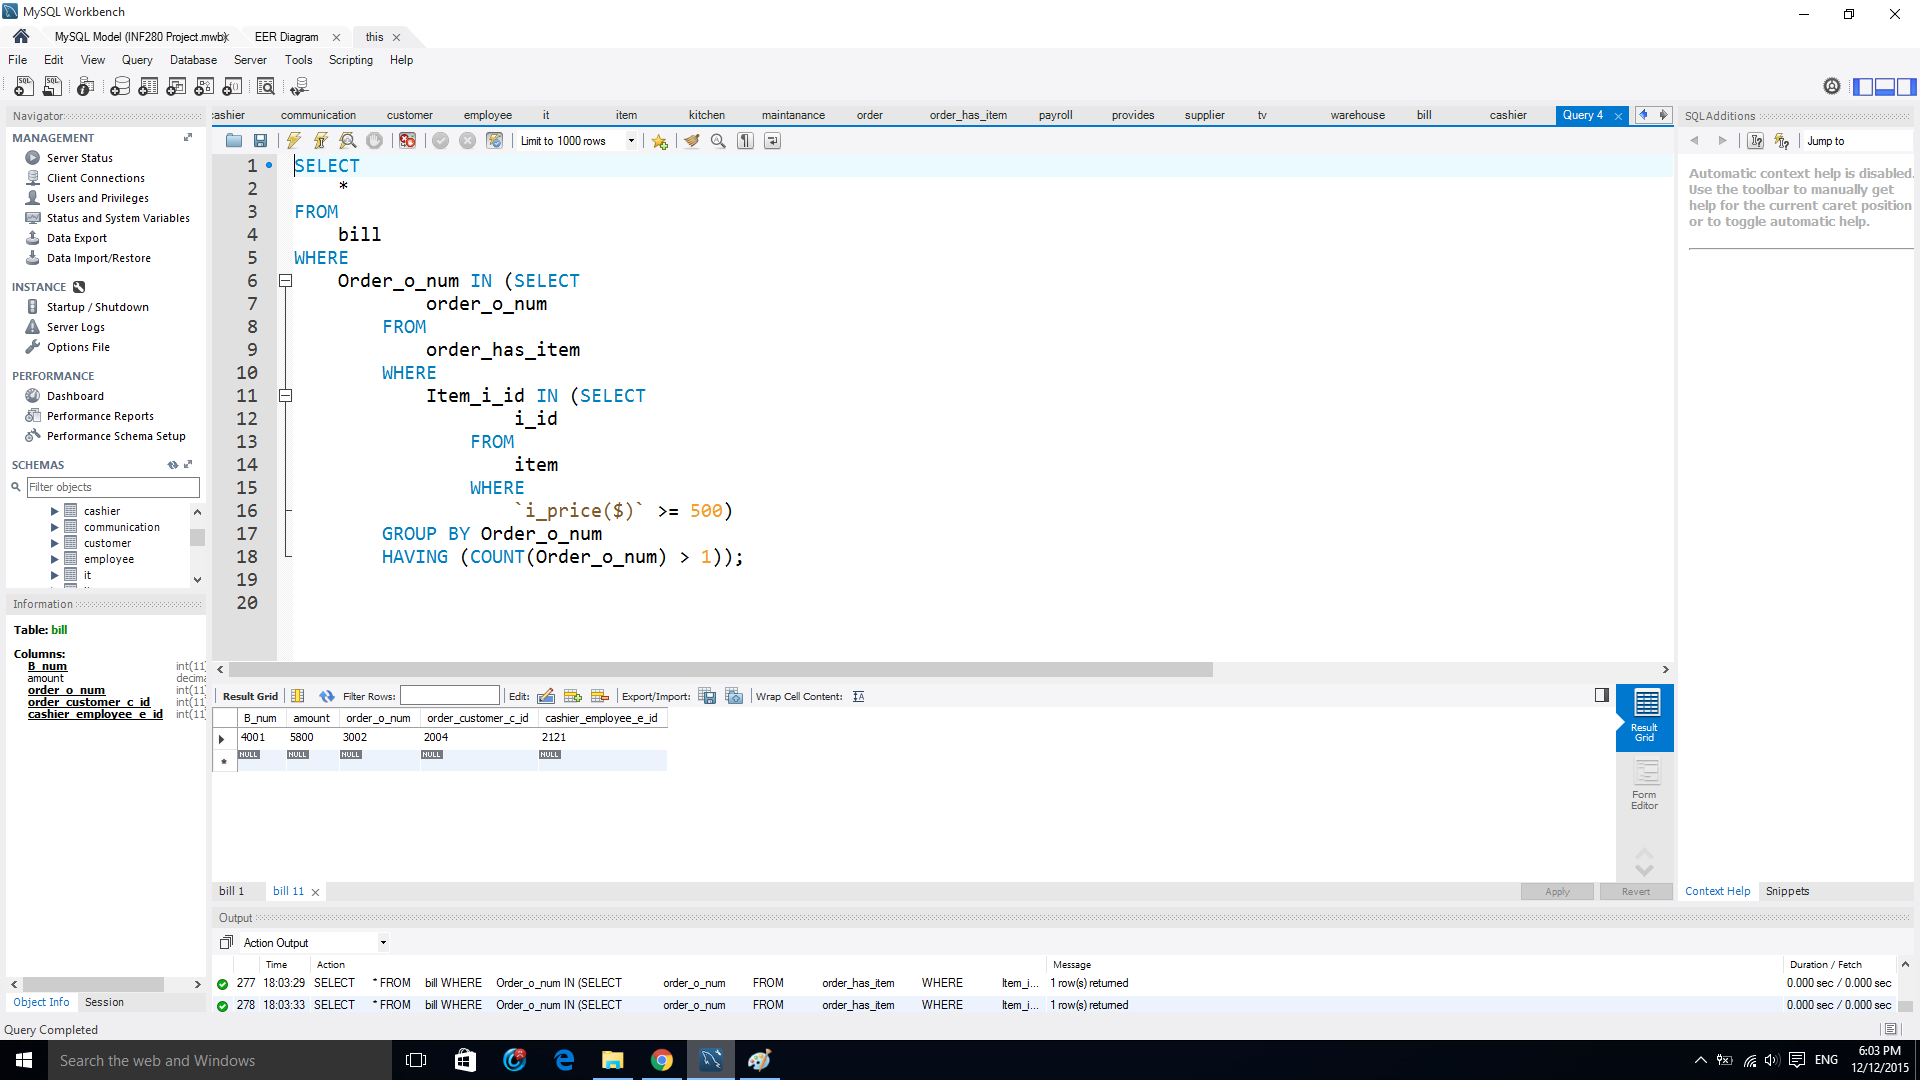 MySQL Workbench
MySQL Model (INF280 Project.mwb)
EER Diagram
this
File Edit View Query Database Server Tools Scripting Help
Navigator
MANAGEMENT
Server Status
Client Connections
Users and Privileges
Status and System Variables
Data Export
Data Import/Restore
INSTANCE
Startup / Shutdown
Server Logs
Options File
PERFORMANCE
Dashboard
Performance Reports
Performance Schema Setup
SCHEMAS
Filter objects
cashier
communication
customer
employee
it
Information
Table: bill
Columns:
B_num int(11)
amount decima
order_o_num int(11)
order_customer_c_id int(11)
cashier_employee_e_id int(11)
Object Info Session
Query Completed
ashier communication customer employee it item kitchen maintanance order order_has_item payroll provides supplier tv warehouse bill cashier Query 4
Limit to 1000 rows
1 SELECT
2 *
3 FROM
4 bill
5 WHERE
6 Order_o_num IN (SELECT
7 order_o_num
8 FROM
9 order_has_item
10 WHERE
11 Item_i_id IN (SELECT
12 i_id
13 FROM
14 item
15 WHERE
16 `i_price($)` >= 500)
17 GROUP BY Order_o_num
18 HAVING (COUNT(Order_o_num) > 1));
19
20
Result Grid Filter Rows: Edit: Export/Import: Wrap Cell Content:
B_num amount order_o_num order_customer_c_id cashier_employee_e_id
4001 5800 3002 2004 2121
NULL NULL NULL NULL NULL
Result Grid
Form Editor
bill 1 bill 11
Apply Revert
SQLAdditions
Jump to
Automatic context help is disabled.
Use the toolbar to manually get
help for the current caret position
or to toggle automatic help.
Context Help Snippets
Output
Action Output
Time Action Message Duration / Fetch
277 18:03:29 SELECT * FROM bill WHERE Order_o_num IN (SELECT order_o_num FROM order_has_item WHERE Item_i... 1 row(s) returned 0.000 sec / 0.000 sec
278 18:03:33 SELECT * FROM bill WHERE Order_o_num IN (SELECT order_o_num FROM order_has_item WHERE Item_i... 1 row(s) returned 0.000 sec / 0.000 sec
Search the web and Windows
ENG
6:03 PM
12/12/2015